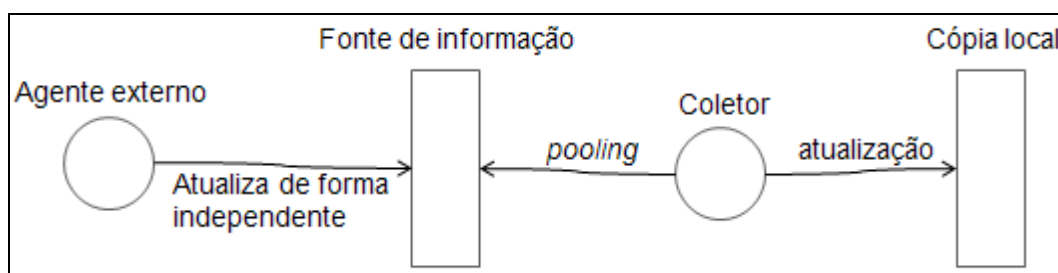 Fonte de informação
Cópia local
Agente externo
Coletor
pooling
atualização
Atualiza de forma
independente